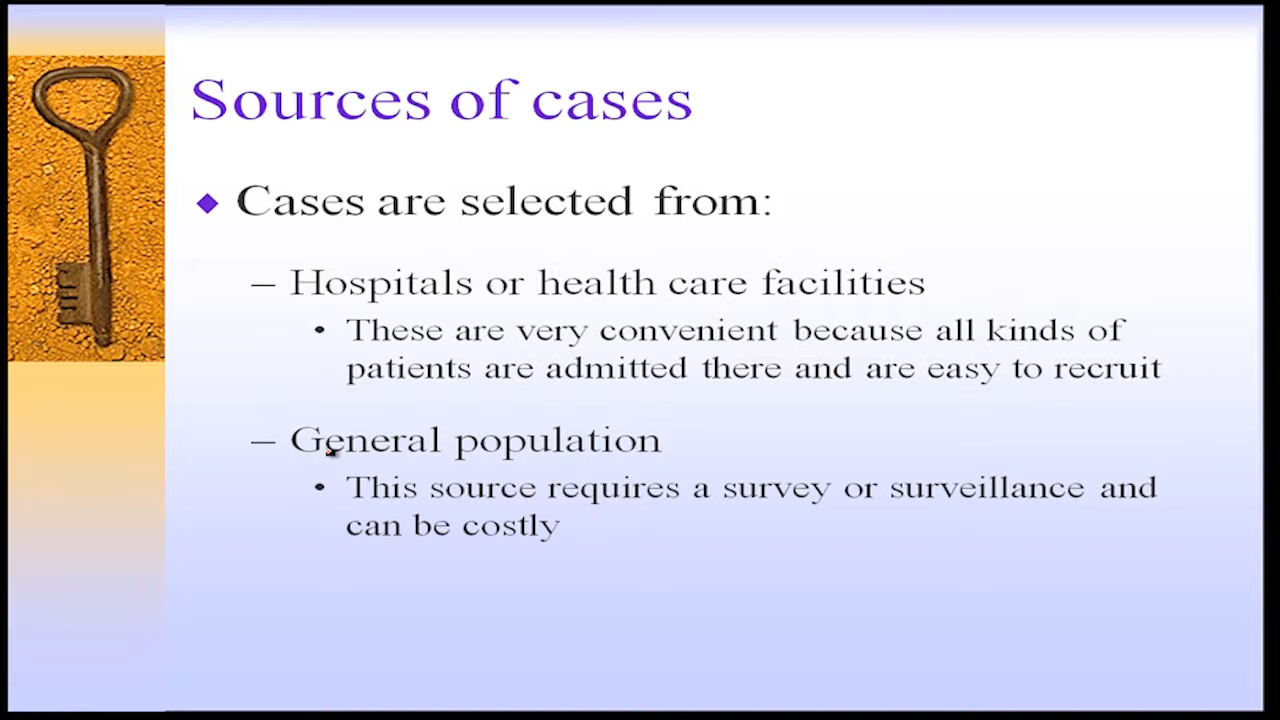 Sources of cases
Cases are selected from:
– Hospitals or health care facilities
• These are very convenient because all kinds of
patients are admitted there and are easy to recruit
– General population
• This source requires a survey or surveillance and
can be costly